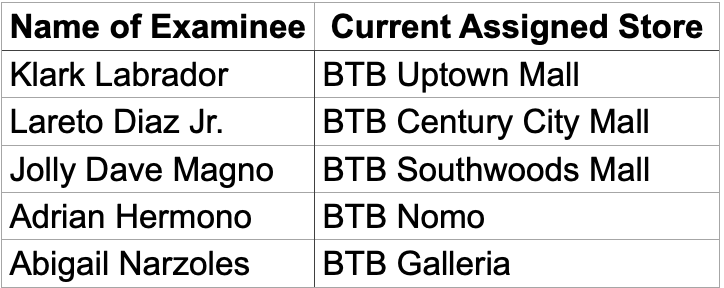 Name of Examinee Current Assigned Store
Klark Labrador BTB Uptown Mall
Lareto Diaz Jr. BTB Century City Mall
Jolly Dave Magno BTB Southwoods Mall
Adrian Hermono BTB Nomo
Abigail Narzoles BTB Galleria